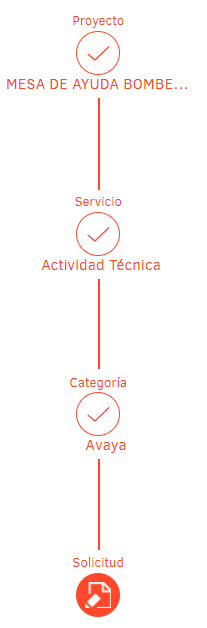 Proyecto
MESA DE AYUDA BOMBE...
Servicio
Actividad Técnica
Categoría
Avaya
Solicitud